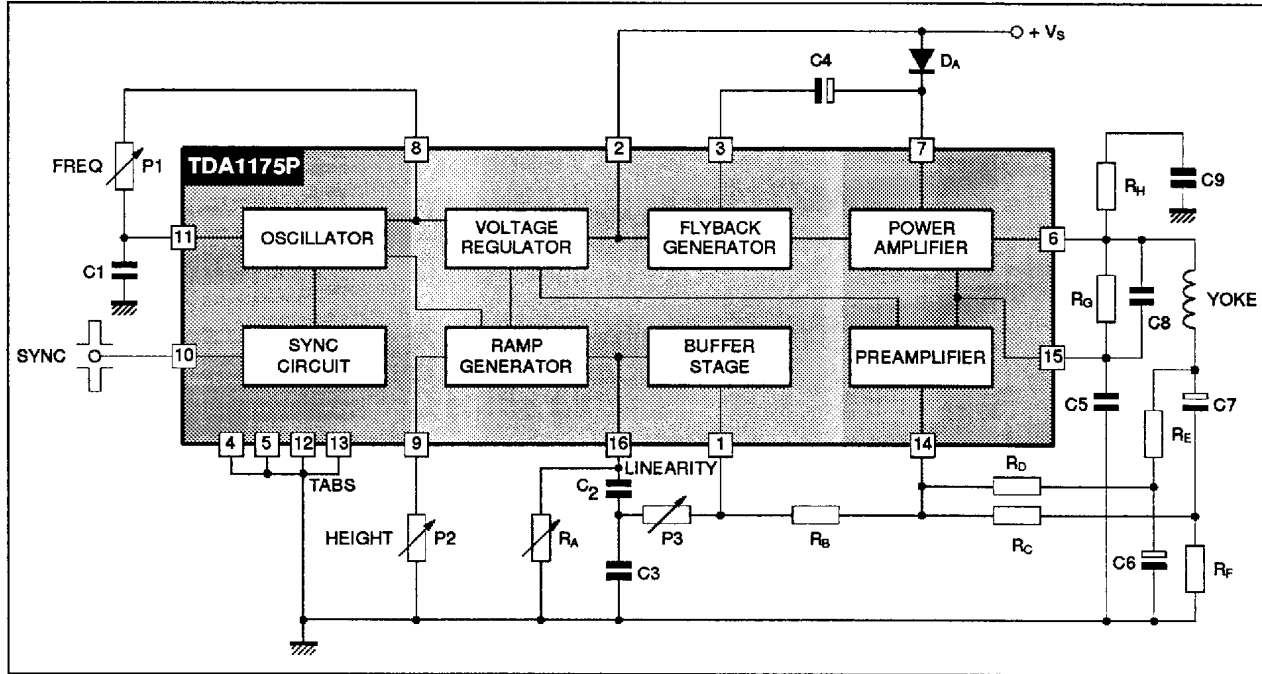 + VS
C4
DA
8
2
3
7
FREQ
P1
TDA1175P
RH
C9
11
OSCILLATOR
VOLTAGE
REGULATOR
FLYBACK
GENERATOR
POWER
AMPLIFIER
6
C1
RG
C8
YOKE
SYNC
10
SYNC
CIRCUIT
RAMP
GENERATOR
BUFFER
STAGE
PREAMPLIFIER
15
C5
C7
RE
4
5
12
13
9
16
1
14
TABS
LINEARITY
C2
RD
HEIGHT
P2
RA
P3
RB
RC
C3
C6
RF